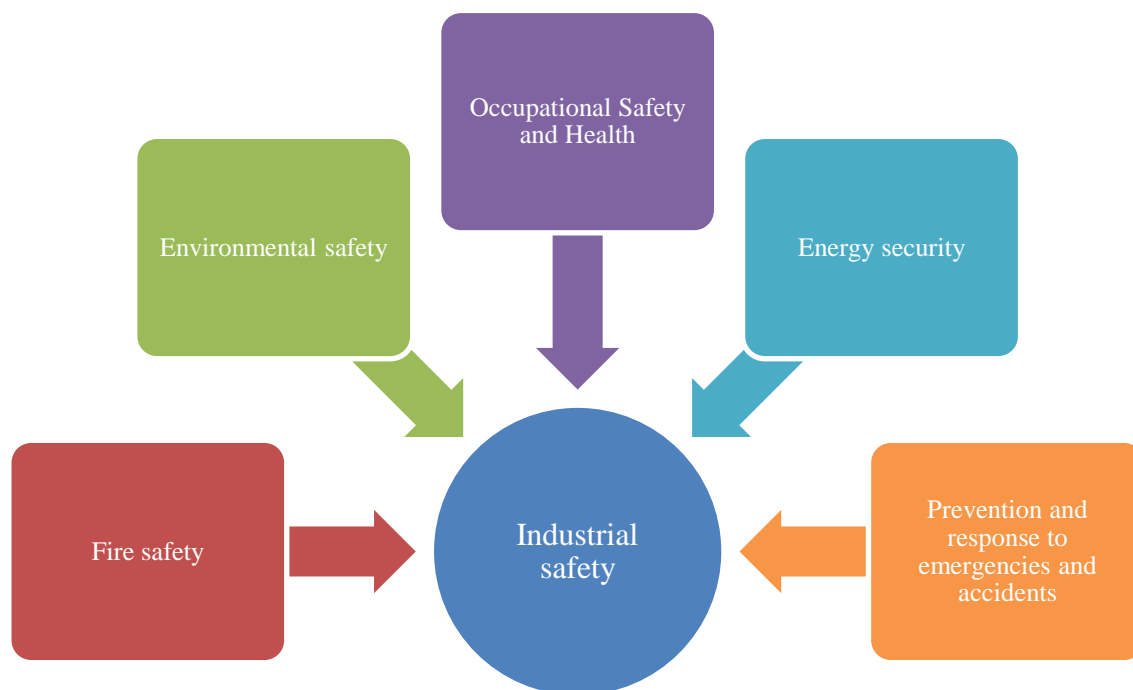 Occupational Safety
and Health
Environmental safety
Energy security
Fire safety
Industrial
safety
Prevention and
response to
emergencies and
accidents